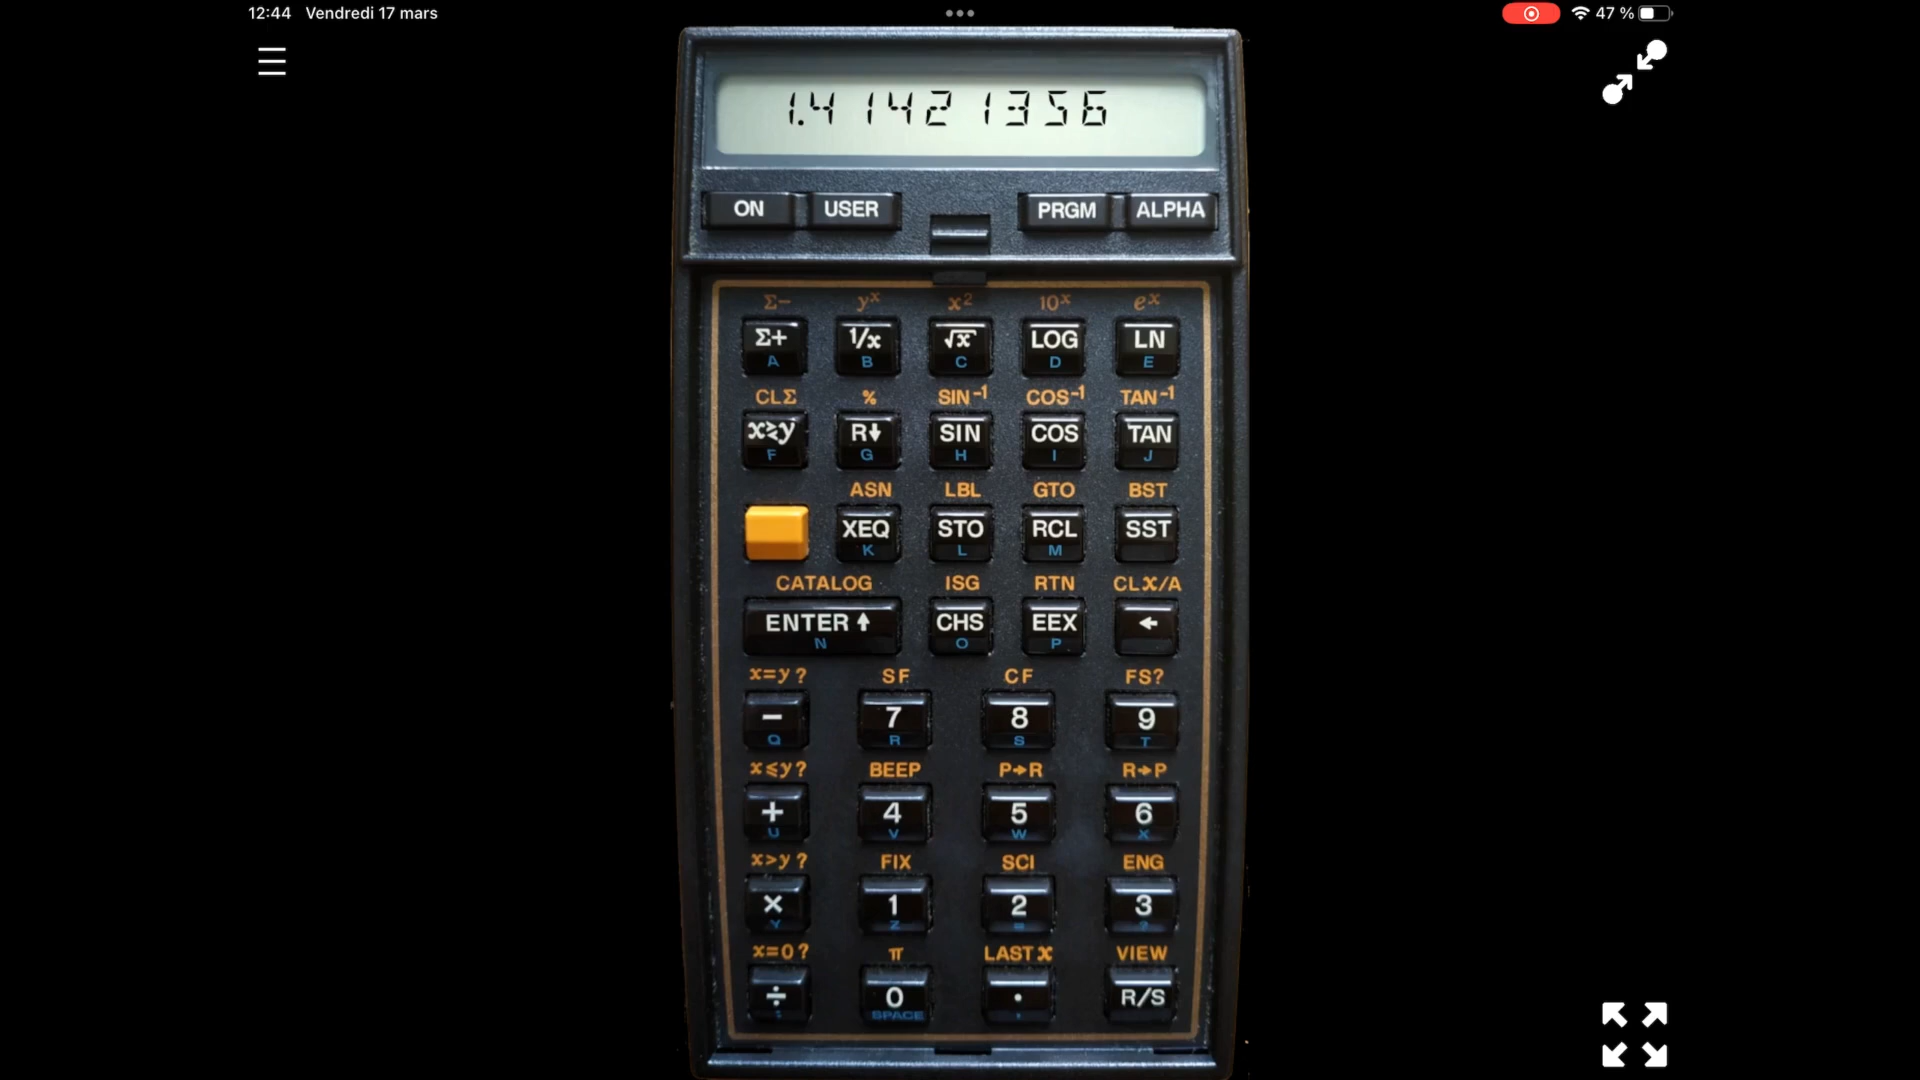 12:44 Vendredi 17 mars 47 %
1.41421356
ON USER PRGM ALPHA
Σ− yˣ x² 10ˣ eˣ
Σ+ 1/x √x LOG LN
A B C D E
CLΣ % SIN⁻¹ COS⁻¹ TAN⁻¹
x≷y R↓ SIN COS TAN
F G H I J
ASN LBL GTO BST
XEQ STO RCL SST
K L M
CATALOG ISG RTN CLX/A
ENTER↑ CHS EEX ←
N O P
x=y? SF CF FS?
− 7 8 9
Q R S T
x≤y? BEEP P→R R→P
+ 4 5 6
U V W X
x>y? FIX SCI ENG
× 1 2 3
Y Z = ?
x=0? π LAST X VIEW
÷ 0 . R/S
: SPACE ,